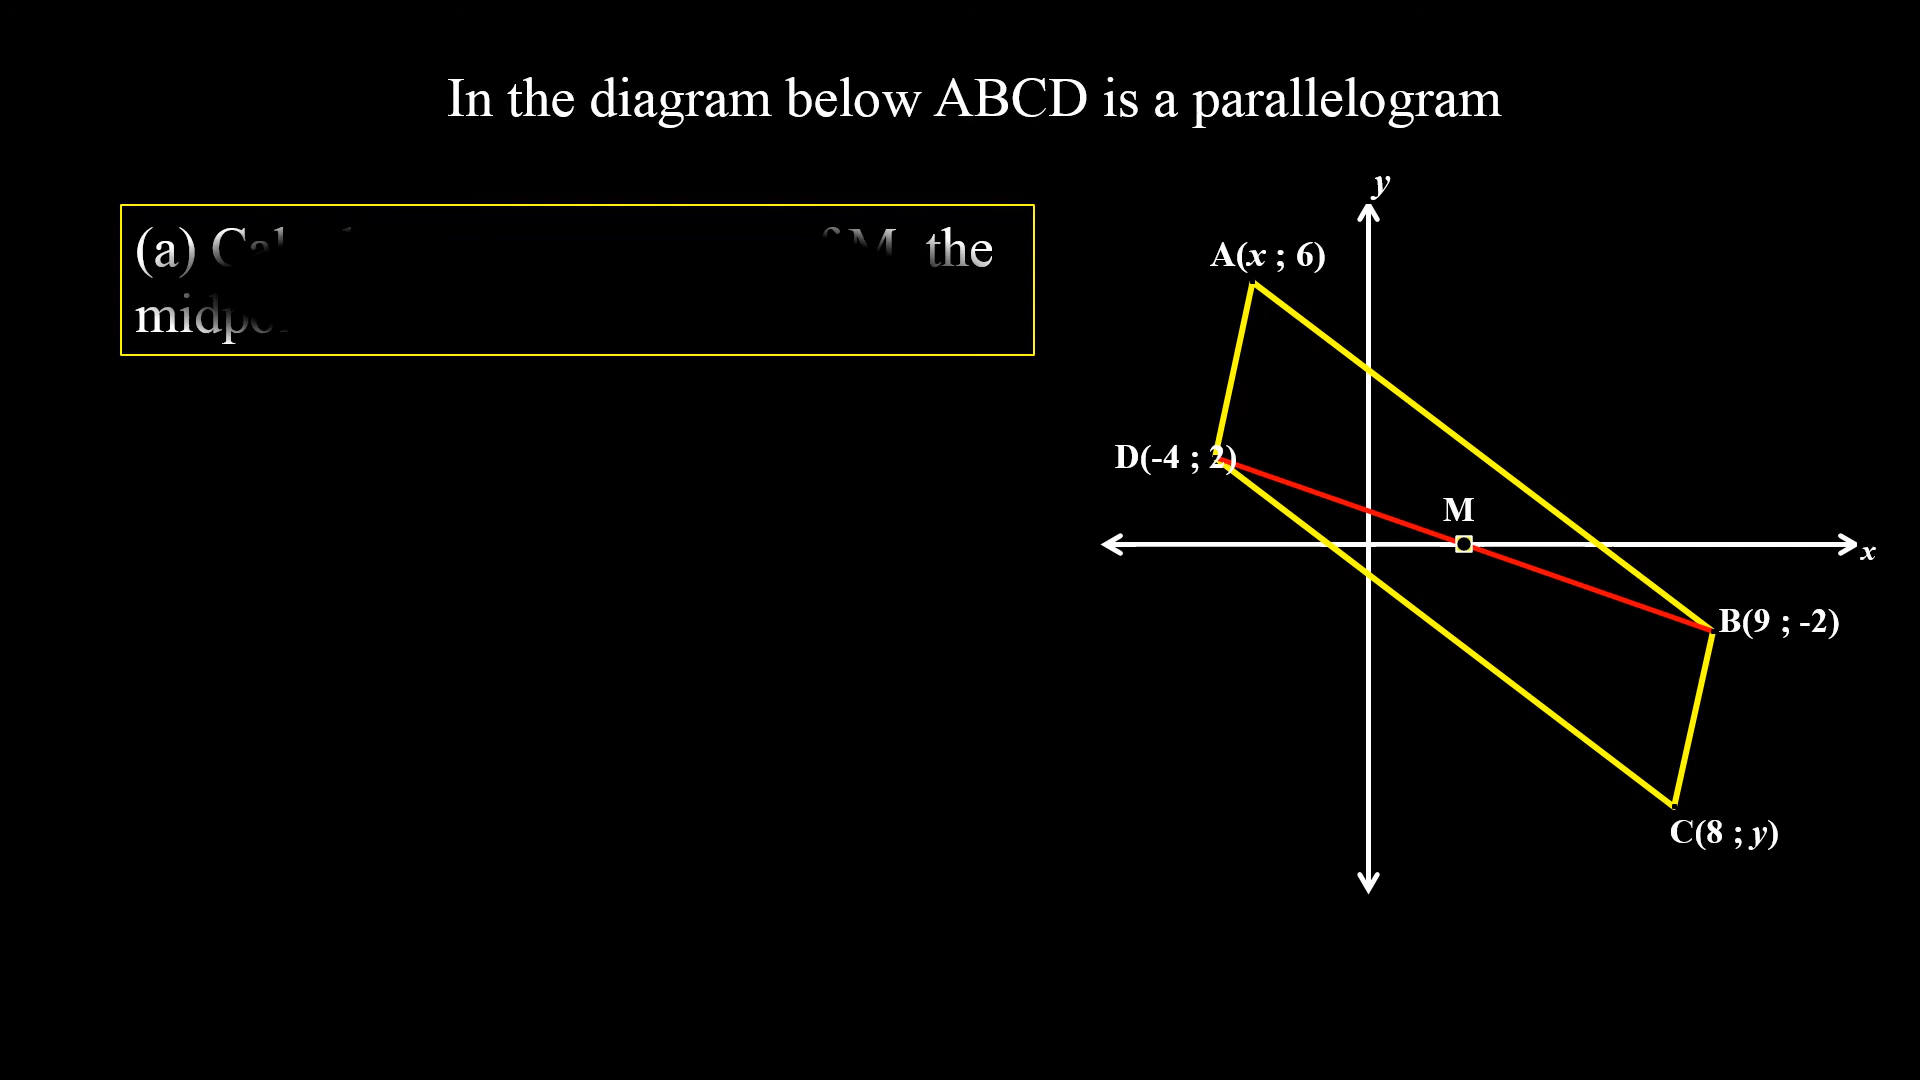 In the diagram below ABCD is a parallelogram
(a) the
y
A(x ; 6)
D(-4 ; 2)
M
x
B(9 ; -2)
C(8 ; y)